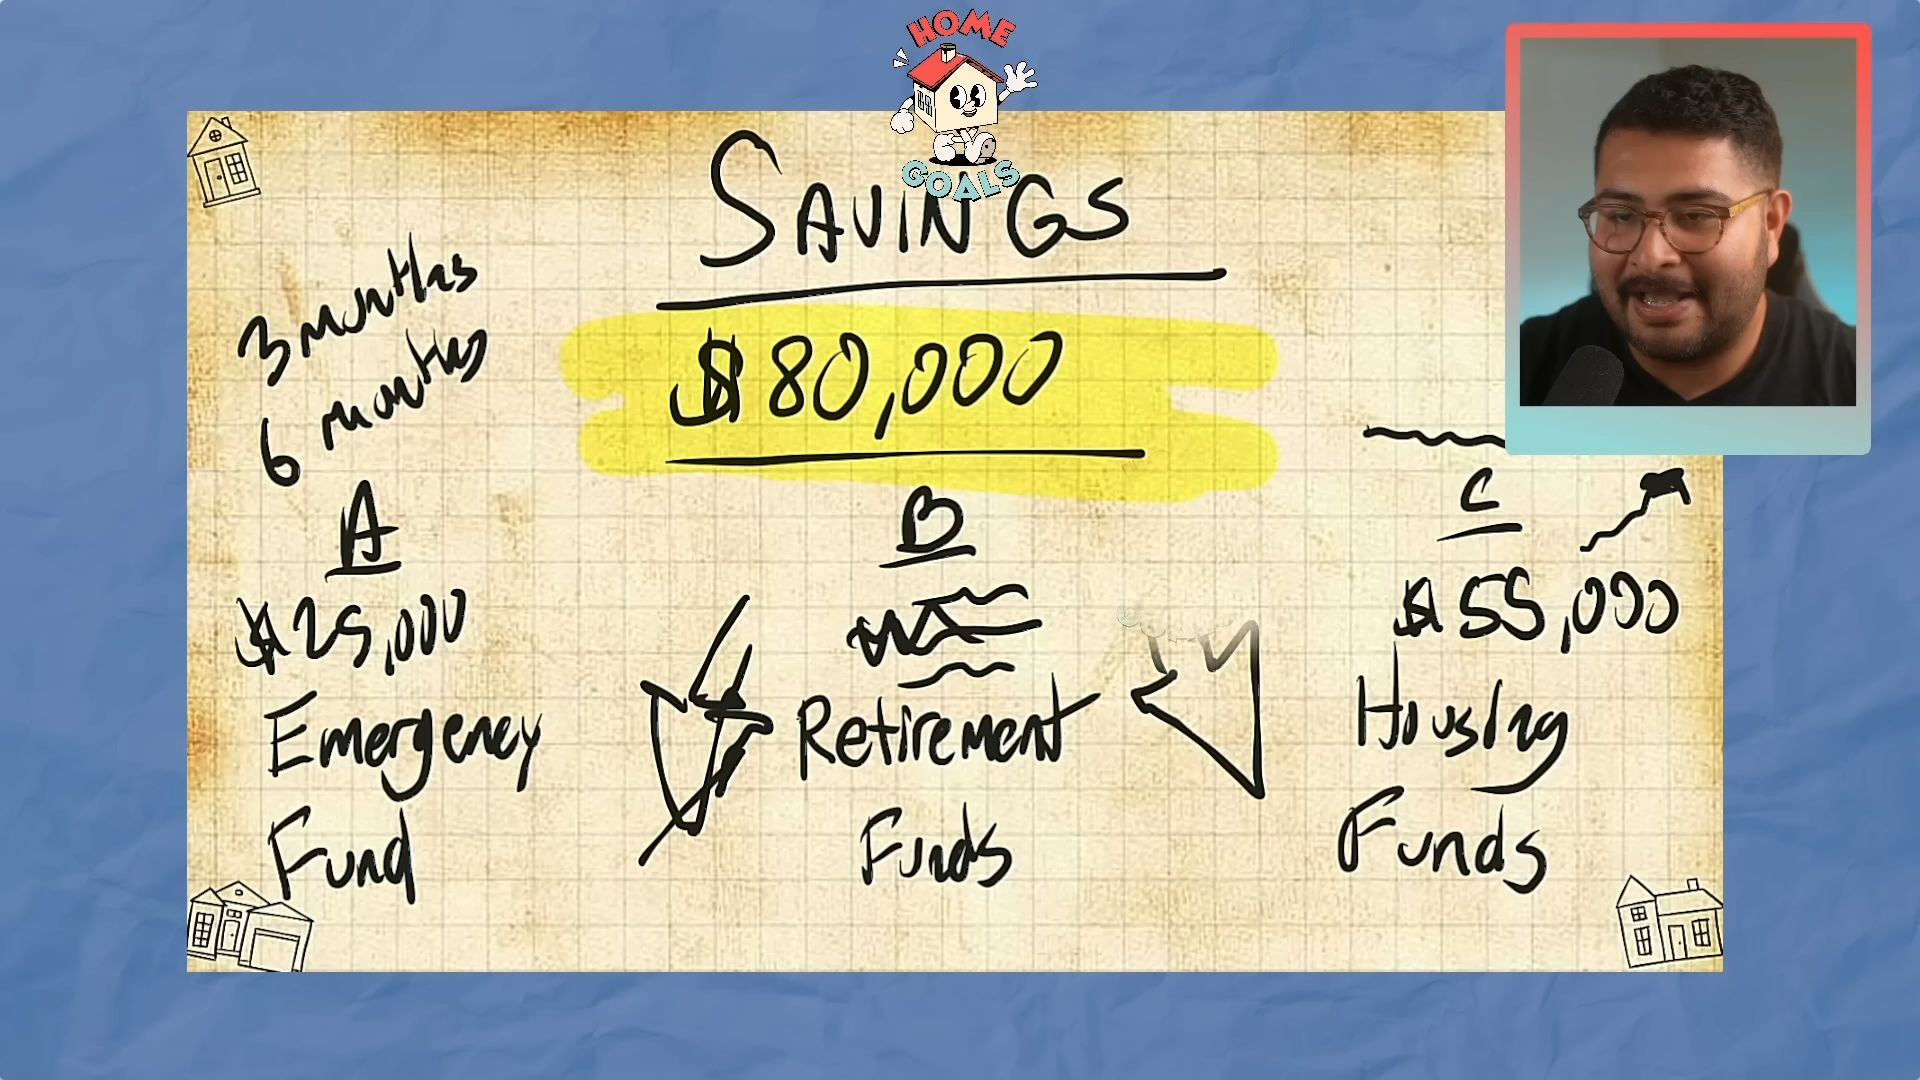 HOME
GOALS
SAVINGS
$80,000
3 months
6 months
A
$25,000
Emergency
Fund
B
Retirement
Funds
C
$55,000
Housing
Funds